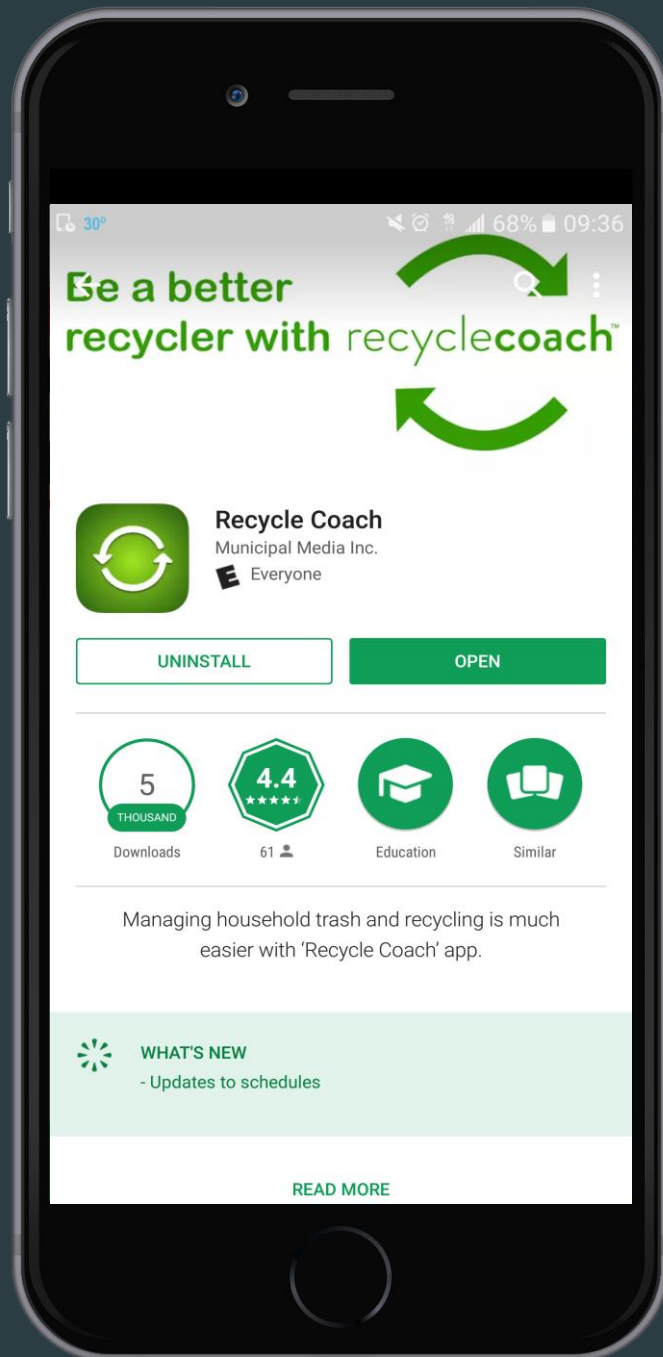 30° 68% 09:36
Be a better
recycler with recyclecoach™
Recycle Coach
Municipal Media Inc.
E Everyone
UNINSTALL OPEN
5
THOUSAND
Downloads
4.4
61
Education
Similar
Managing household trash and recycling is much
easier with ‘Recycle Coach’ app.
WHAT'S NEW
- Updates to schedules
READ MORE